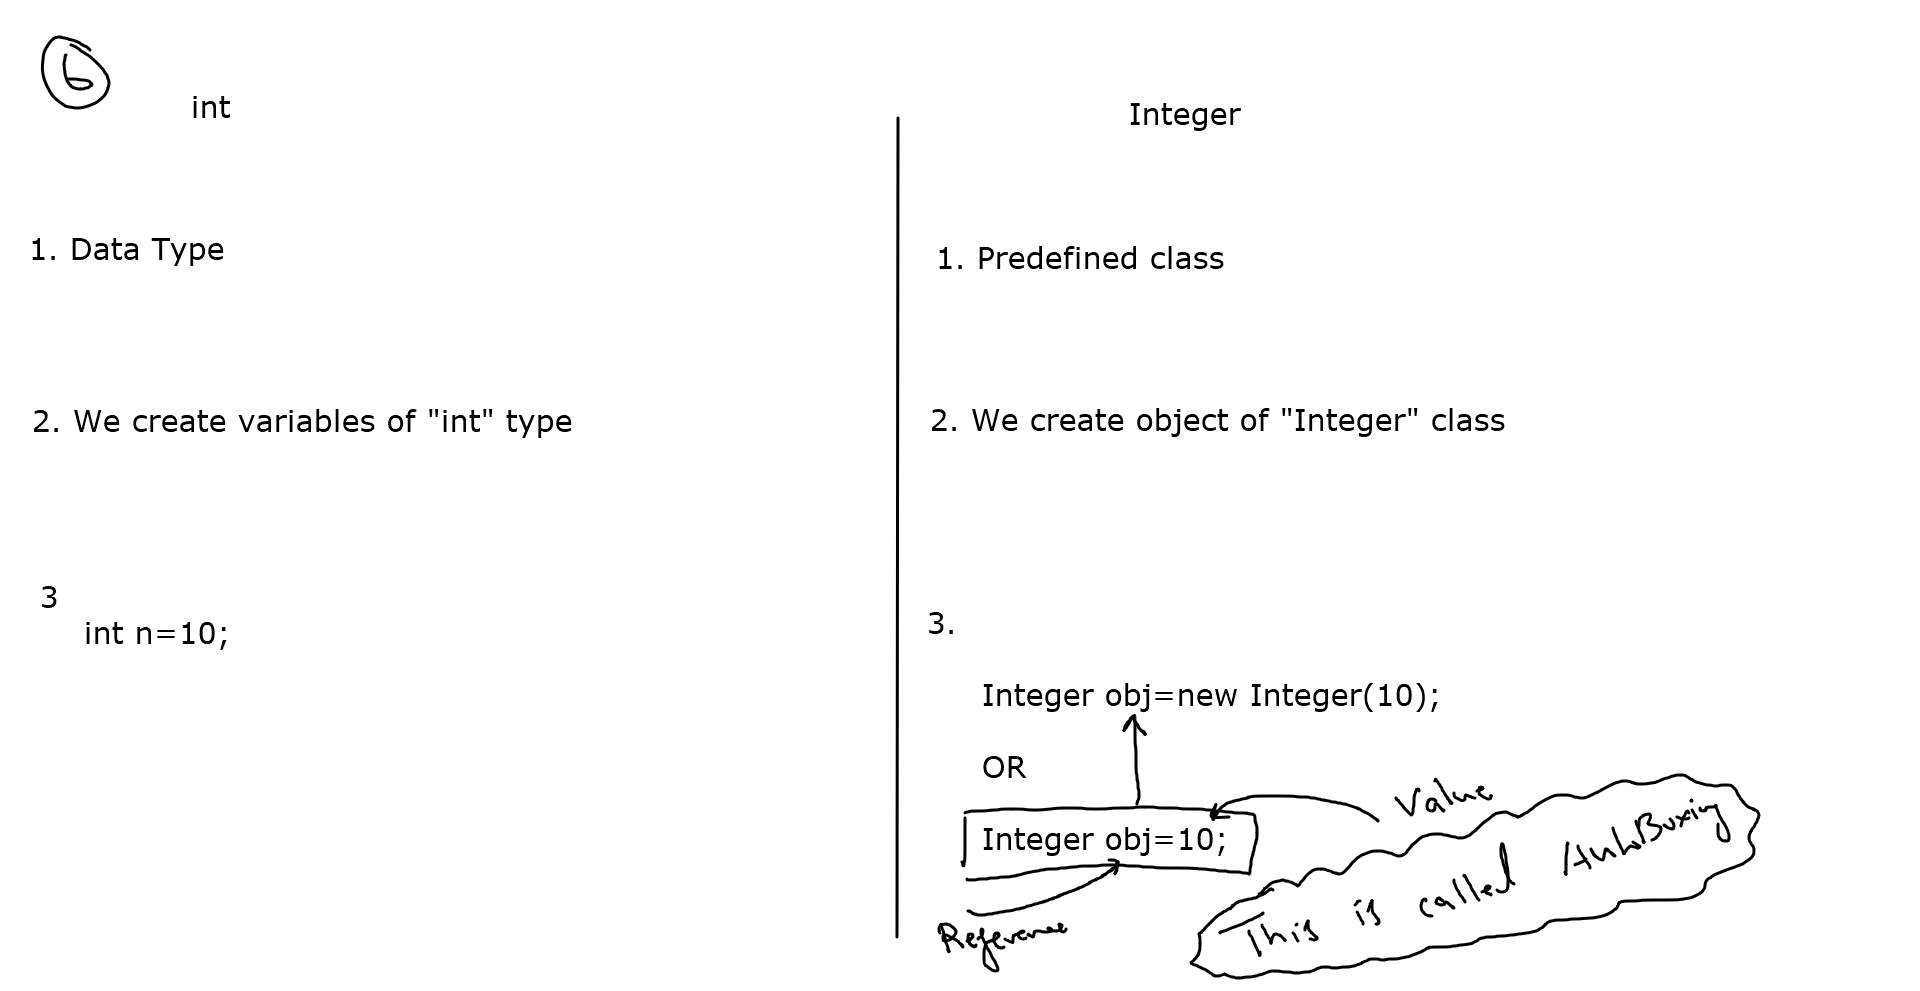 6
int
1. Data Type
2. We create variables of "int" type
3
int n=10;
Integer
1. Predefined class
2. We create object of "Integer" class
3.
Integer obj=new Integer(10);
OR
Integer obj=10;
Value
Reference
This is called AutoBoxing